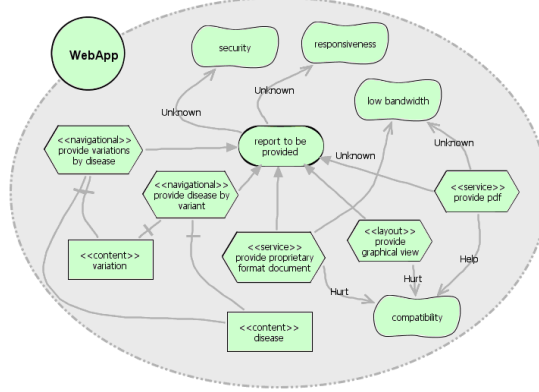 WebApp
security
responsiveness
Unknown
Unknown
low bandwidth
<<navigational>>
provide variations
by disease
report to be
provided
Unknown
Unknown
<<navigational>>
provide disease by
variant
<<service>>
provide pdf
<<content>>
variation
<<service>>
provide proprietary
format document
<<layout>>
provide
graphical view
Hurt
Help
Hurt
compatibility
<<content>>
disease